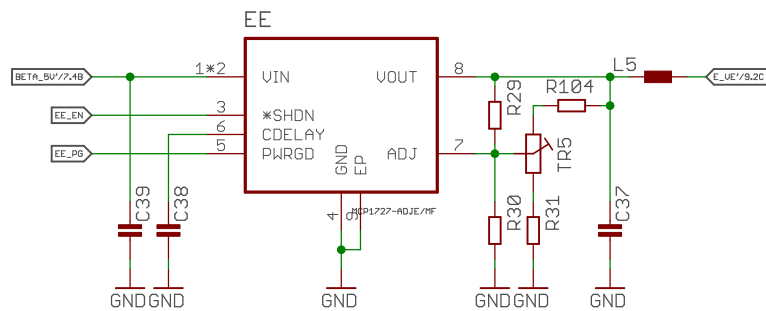 EE
BETA_5V'/7.4B
1*2
VIN
VOUT
8
L5
E_VE'/9.2C
R104
R29
EE_EN
3
*SHDN
6
CDELAY
EE_PG
5
PWRGD
GND
EP
ADJ
7
TR5
MCP1727-ADJE/MF
4
9
C39
C38
R30
R31
C37
GND
GND
GND
GND
GND
GND